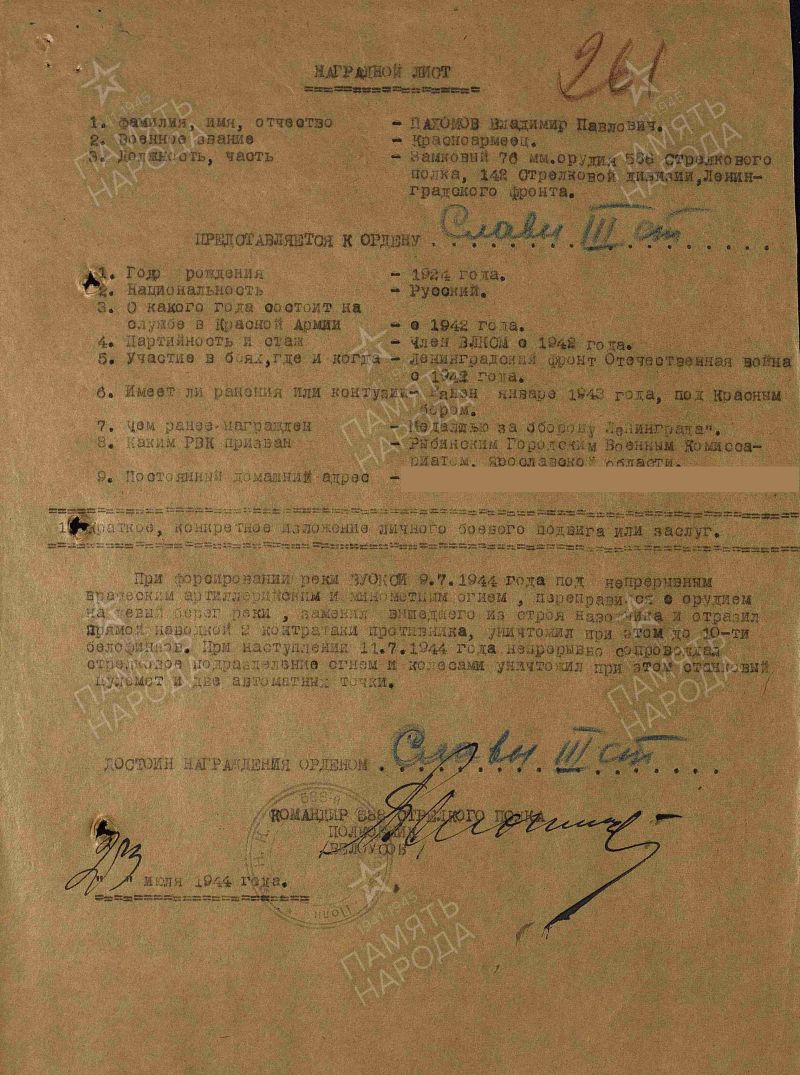 261
НАГРАДНОЙ ЛИСТ
1. Фамилия, имя, отчество - ПАХОМОВ Владимир Павлович.
2. Военное звание - Красноармеец.
3. Должность, часть - Замковый 76 мм.орудия 588 Стрелкового
полка, 142 Стрелковой дивизии,Ленин-
градского фронта.
ПРЕДСТАВЛЯЕТСЯ К ОРДЕНУ Славы III ст
1. Год рождения - 1924 года.
2. Национальность - Русский.
3. С какого года состоит на
службе в Красной Армии - с 1942 года.
4. Партийность и стаж - Член ВЛКСМ с 1942 года.
5. Участие в боях,где и когда - Ленинградский фронт Отечественная война
с 1942 года.
6. Имеет ли ранения или контузии- Ранен январе 1943 года, под Красным
бором.
7. Чем ранее награжден - Медалью за оборону Ленинграда".
8. Каким РВК призван - Рыбинским Городским Военным Комисса-
риатом, Ярославской области.
9. Постоянный домашний адрес -
1. Краткое, конкретное изложение личного боевого подвига или заслуг.
При форсировании реки ВУОКСИ 9.7.1944 года под непрерывным
вражеским артиллерийским и минометным огнем , переправился с орудием
на левый берег реки , заменил вышедшего из строя наводчика и отразил
прямой наводкой 2 контратаки противника, уничтожил при этом до 10-ти
белофинов. При наступлении 11.7.1944 года непрерывно сопровождал
стрелковое подразделение огнем и колесами уничтожил при этом станковый
пулемет и две автоматных точки.
ДОСТОИН НАГРАЖДЕНИЯ ОРДЕНОМ Славы III ст
КОМАНДИР 588 СТРЕЛКОГО ПОЛКА
ПОЛКОВНИК
/БЕЛОУСОВ/
"23" июля 1944 года.
1941-1945
ПАМЯТЬ
НАРОДА